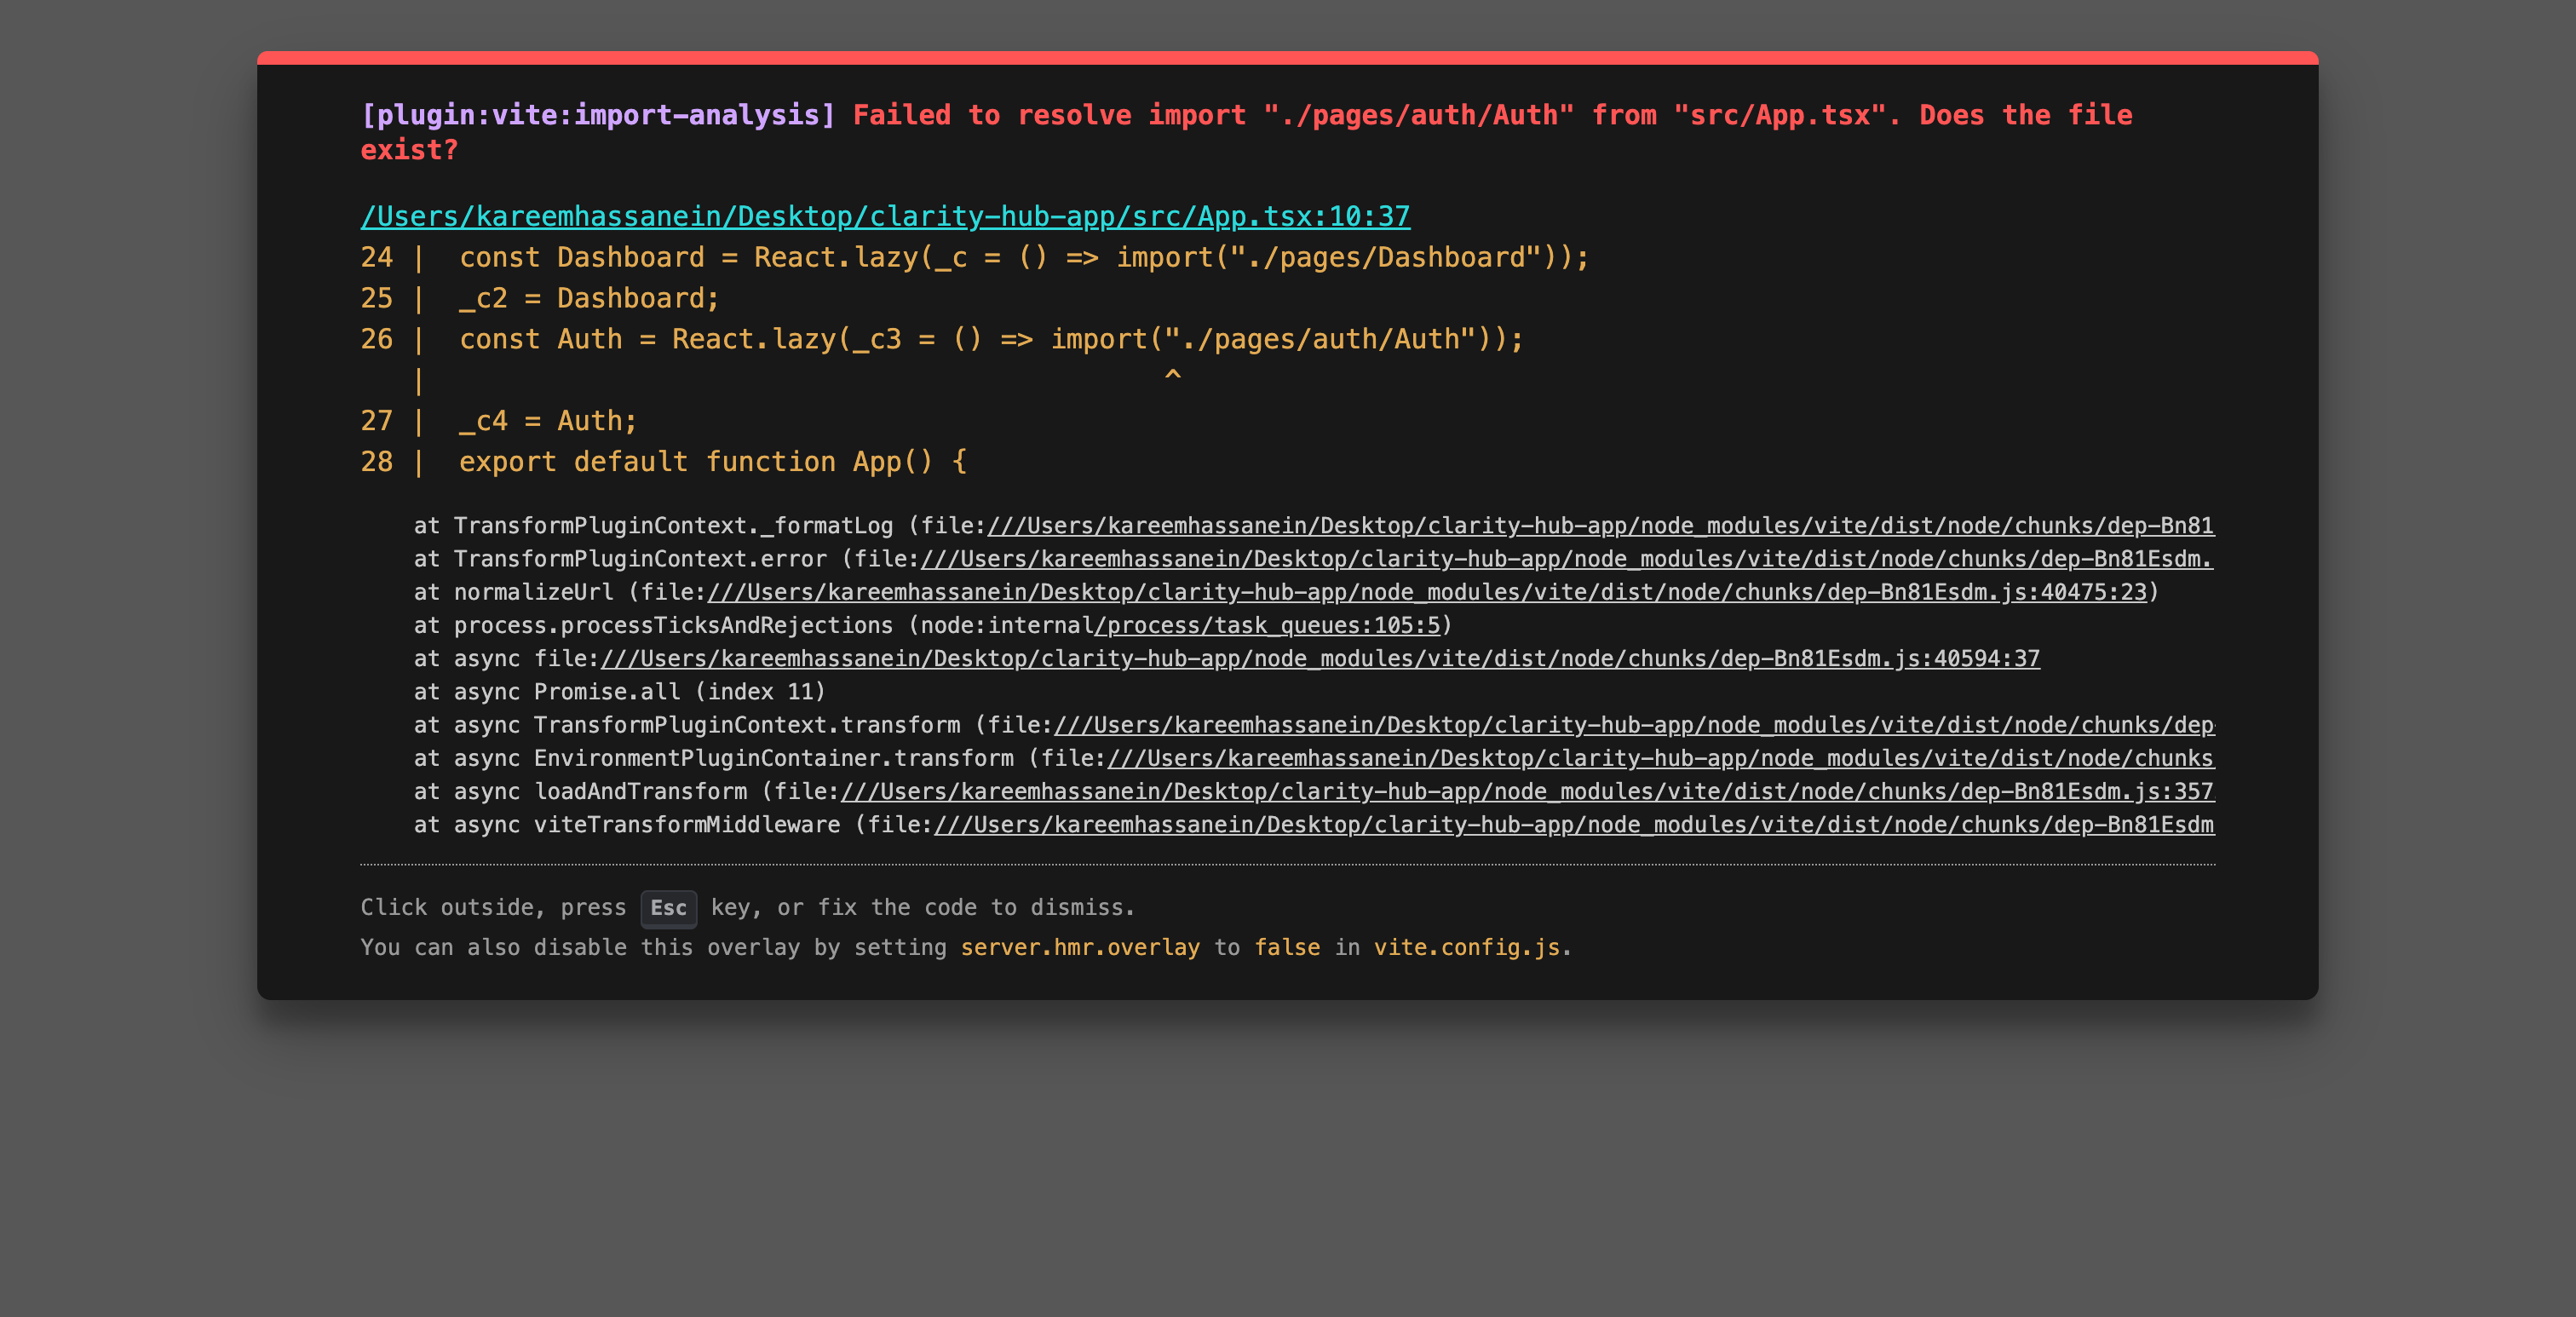 [plugin:vite:import-analysis] Failed to resolve import "./pages/auth/Auth" from "src/App.tsx". Does the file
exist?
/Users/kareemhassanein/Desktop/clarity-hub-app/src/App.tsx:10:37
24 |  const Dashboard = React.lazy(_c = () => import("./pages/Dashboard"));
25 |  _c2 = Dashboard;
26 |  const Auth = React.lazy(_c3 = () => import("./pages/auth/Auth"));
   |                                             ^
27 |  _c4 = Auth;
28 |  export default function App() {
at TransformPluginContext._formatLog (file:///Users/kareemhassanein/Desktop/clarity-hub-app/node_modules/vite/dist/node/chunks/dep-Bn81
at TransformPluginContext.error (file:///Users/kareemhassanein/Desktop/clarity-hub-app/node_modules/vite/dist/node/chunks/dep-Bn81Esdm.
at normalizeUrl (file:///Users/kareemhassanein/Desktop/clarity-hub-app/node_modules/vite/dist/node/chunks/dep-Bn81Esdm.js:40475:23)
at process.processTicksAndRejections (node:internal/process/task_queues:105:5)
at async file:///Users/kareemhassanein/Desktop/clarity-hub-app/node_modules/vite/dist/node/chunks/dep-Bn81Esdm.js:40594:37
at async Promise.all (index 11)
at async TransformPluginContext.transform (file:///Users/kareemhassanein/Desktop/clarity-hub-app/node_modules/vite/dist/node/chunks/dep-
at async EnvironmentPluginContainer.transform (file:///Users/kareemhassanein/Desktop/clarity-hub-app/node_modules/vite/dist/node/chunks
at async loadAndTransform (file:///Users/kareemhassanein/Desktop/clarity-hub-app/node_modules/vite/dist/node/chunks/dep-Bn81Esdm.js:357
at async viteTransformMiddleware (file:///Users/kareemhassanein/Desktop/clarity-hub-app/node_modules/vite/dist/node/chunks/dep-Bn81Esdm
Click outside, press Esc key, or fix the code to dismiss.
You can also disable this overlay by setting server.hmr.overlay to false in vite.config.js.